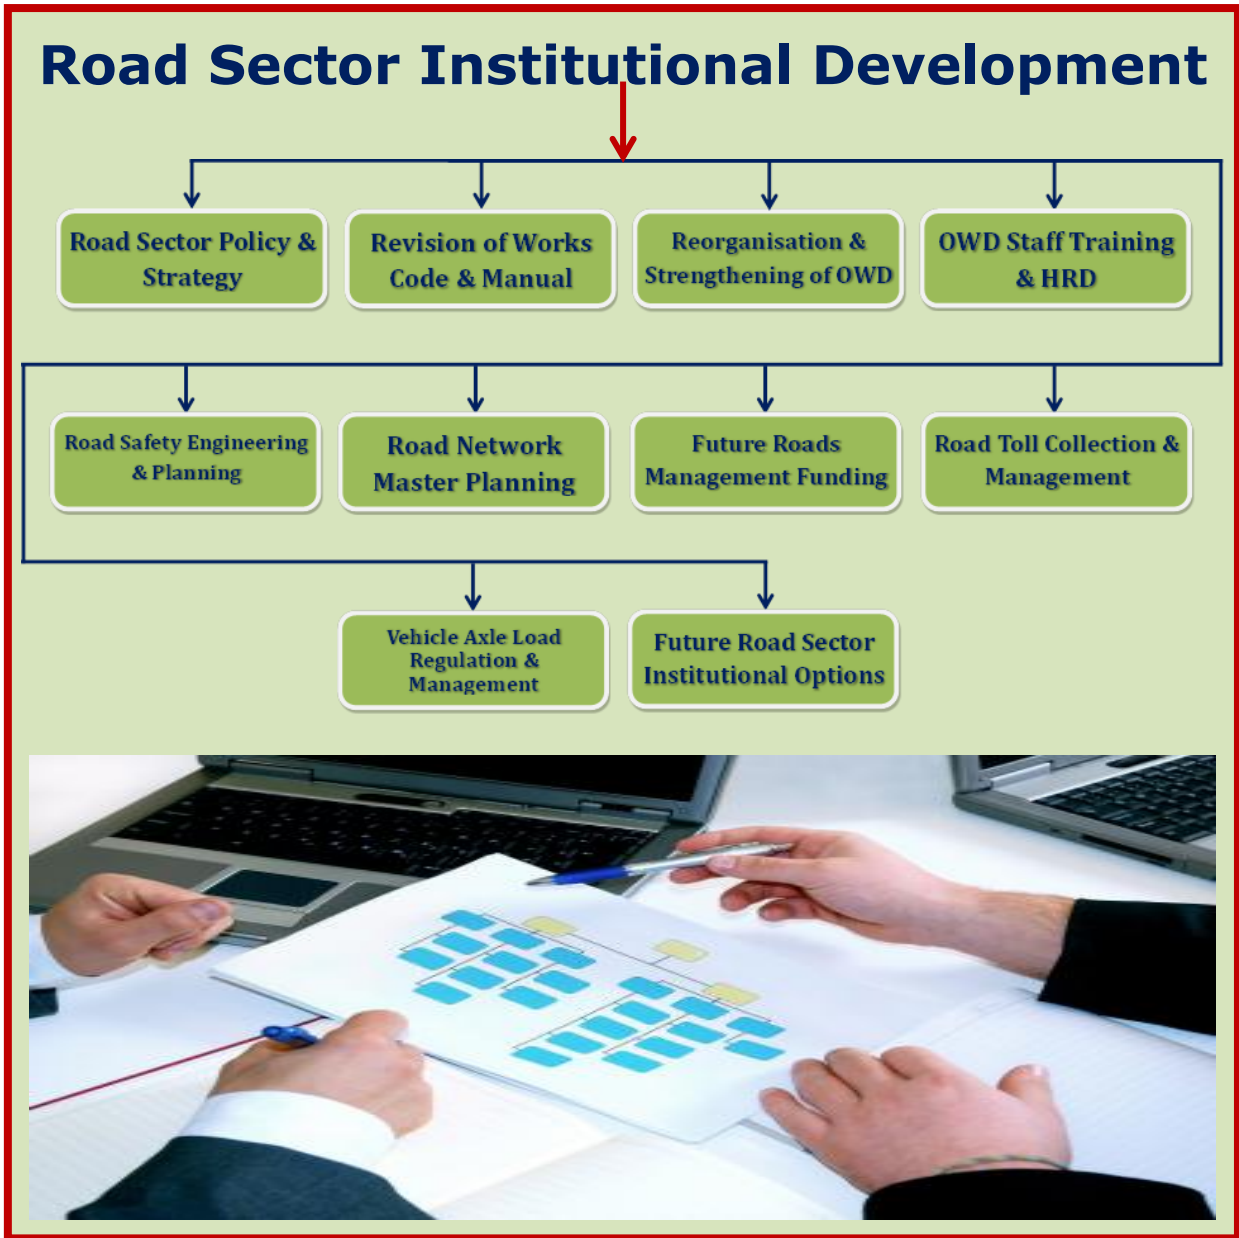 Road Sector Institutional Development
Road Sector Policy &
Strategy
Revision of Works
Code & Manual
Reorganisation &
Strengthening of OWD
OWD Staff Training
& HRD
Road Safety Engineering
& Planning
Road Network
Master Planning
Future Roads
Management Funding
Road Toll Collection &
Management
Vehicle Axle Load
Regulation &
Management
Future Road Sector
Institutional Options